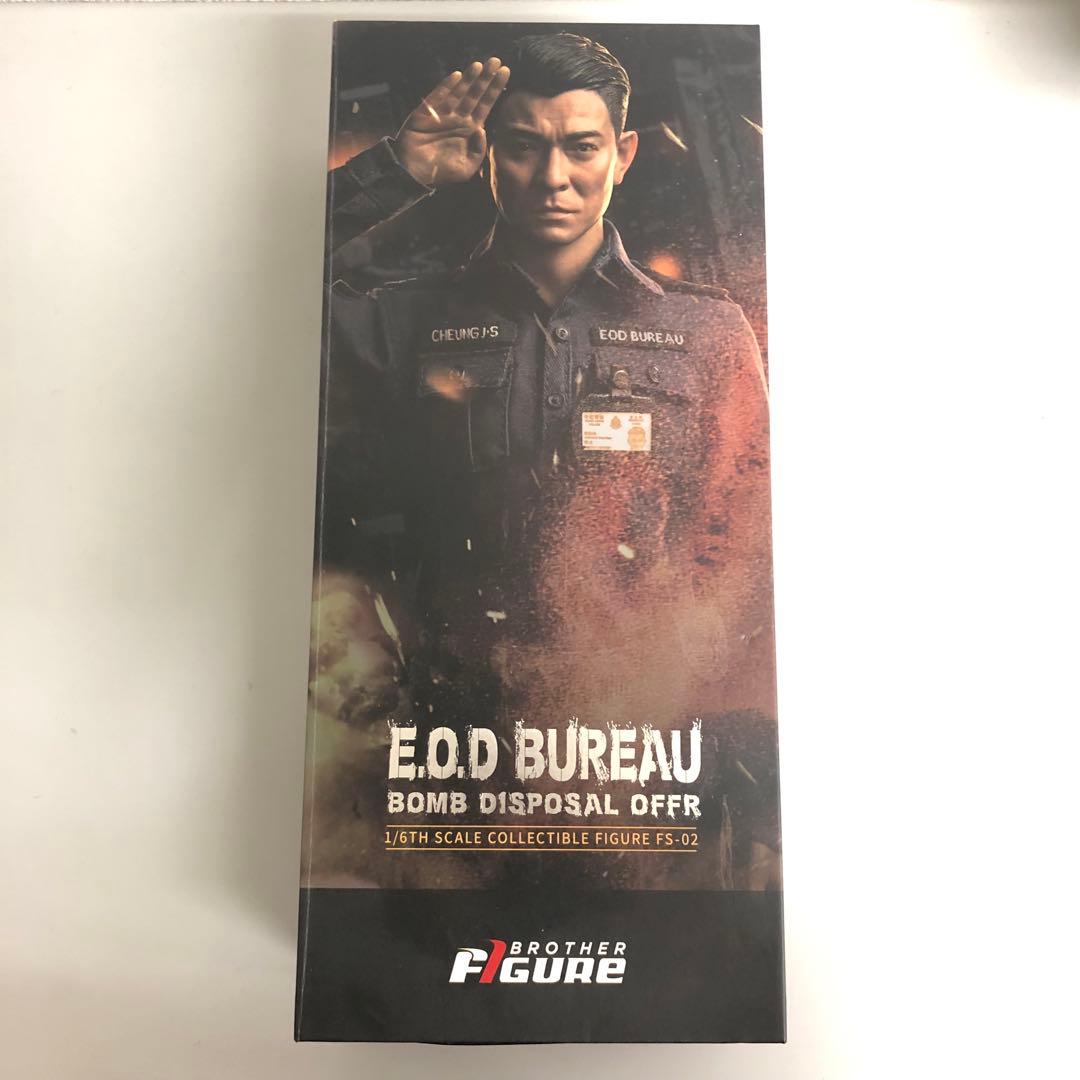 CHEUNG J·S
EOD BUREAU
E.O.D BUREAU
BOMB DISPOSAL OFFR
1/6TH SCALE COLLECTIBLE FIGURE FS-02
BROTHER
FIGURE